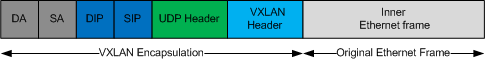 DA SA DIP SIP UDP Header VXLAN Header Inner Ethernet frame
VXLAN Encapsulation Original Ethernet Frame